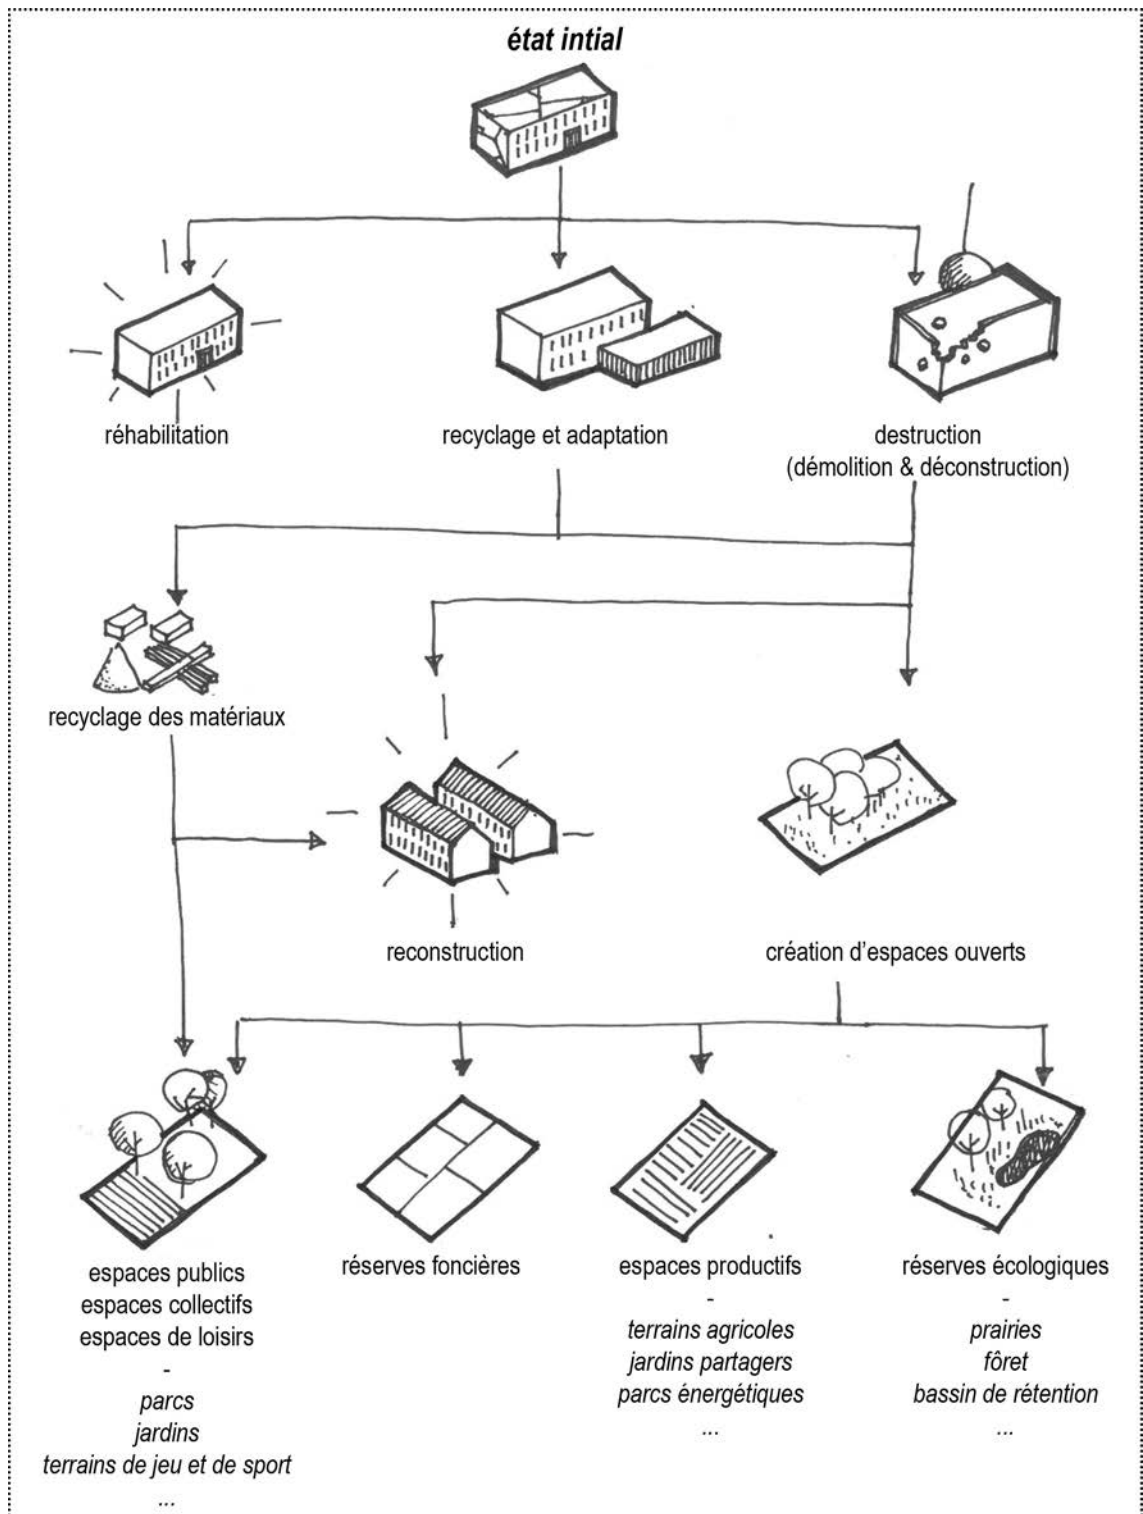 état intial
réhabilitation
recyclage et adaptation
destruction
(démolition & déconstruction)
recyclage des matériaux
reconstruction
création d'espaces ouverts
espaces publics
espaces collectifs
espaces de loisirs
-
parcs
jardins
terrains de jeu et de sport
...
réserves foncières
espaces productifs
-
terrains agricoles
jardins partagers
parcs énergétiques
...
réserves écologiques
-
prairies
fôret
bassin de rétention
...